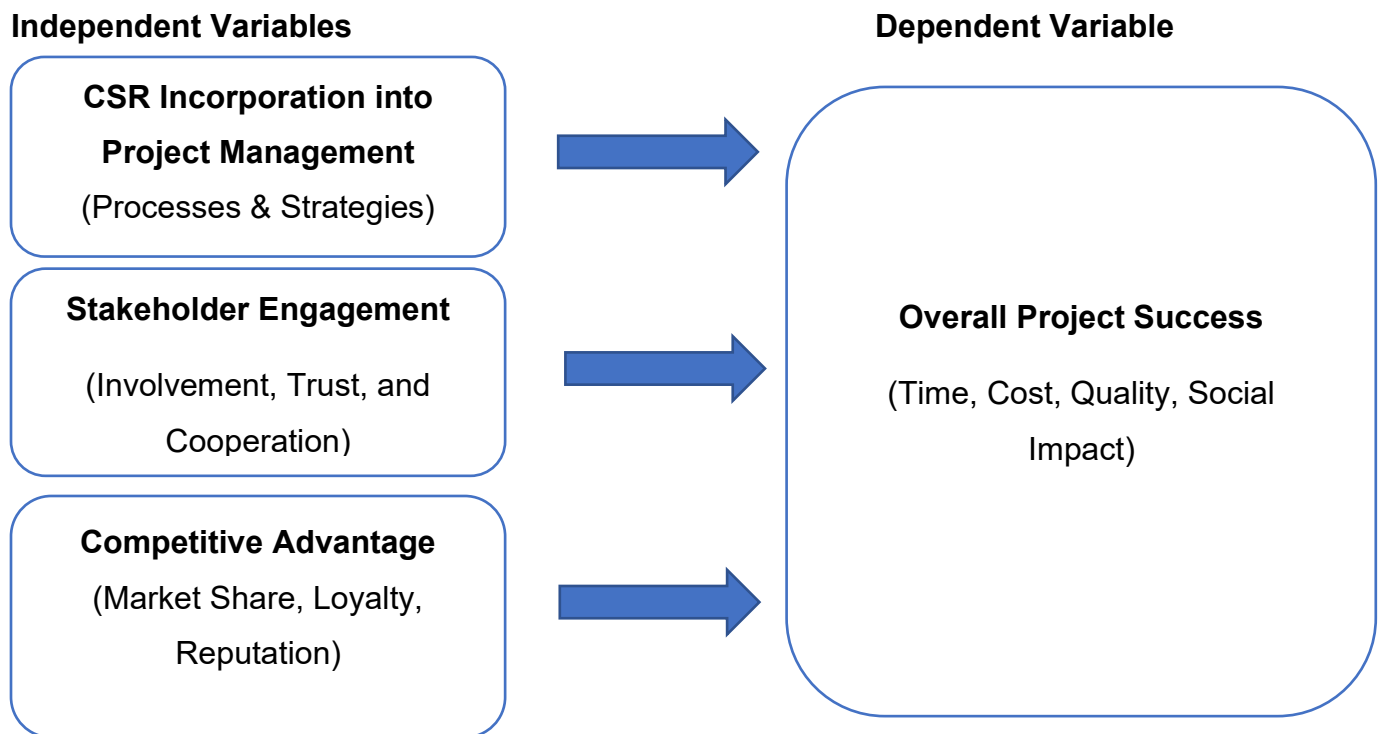 Independent Variables
Dependent Variable
CSR Incorporation into
Project Management
(Processes & Strategies)
Stakeholder Engagement
(Involvement, Trust, and
Cooperation)
Competitive Advantage
(Market Share, Loyalty,
Reputation)
Overall Project Success
(Time, Cost, Quality, Social
Impact)